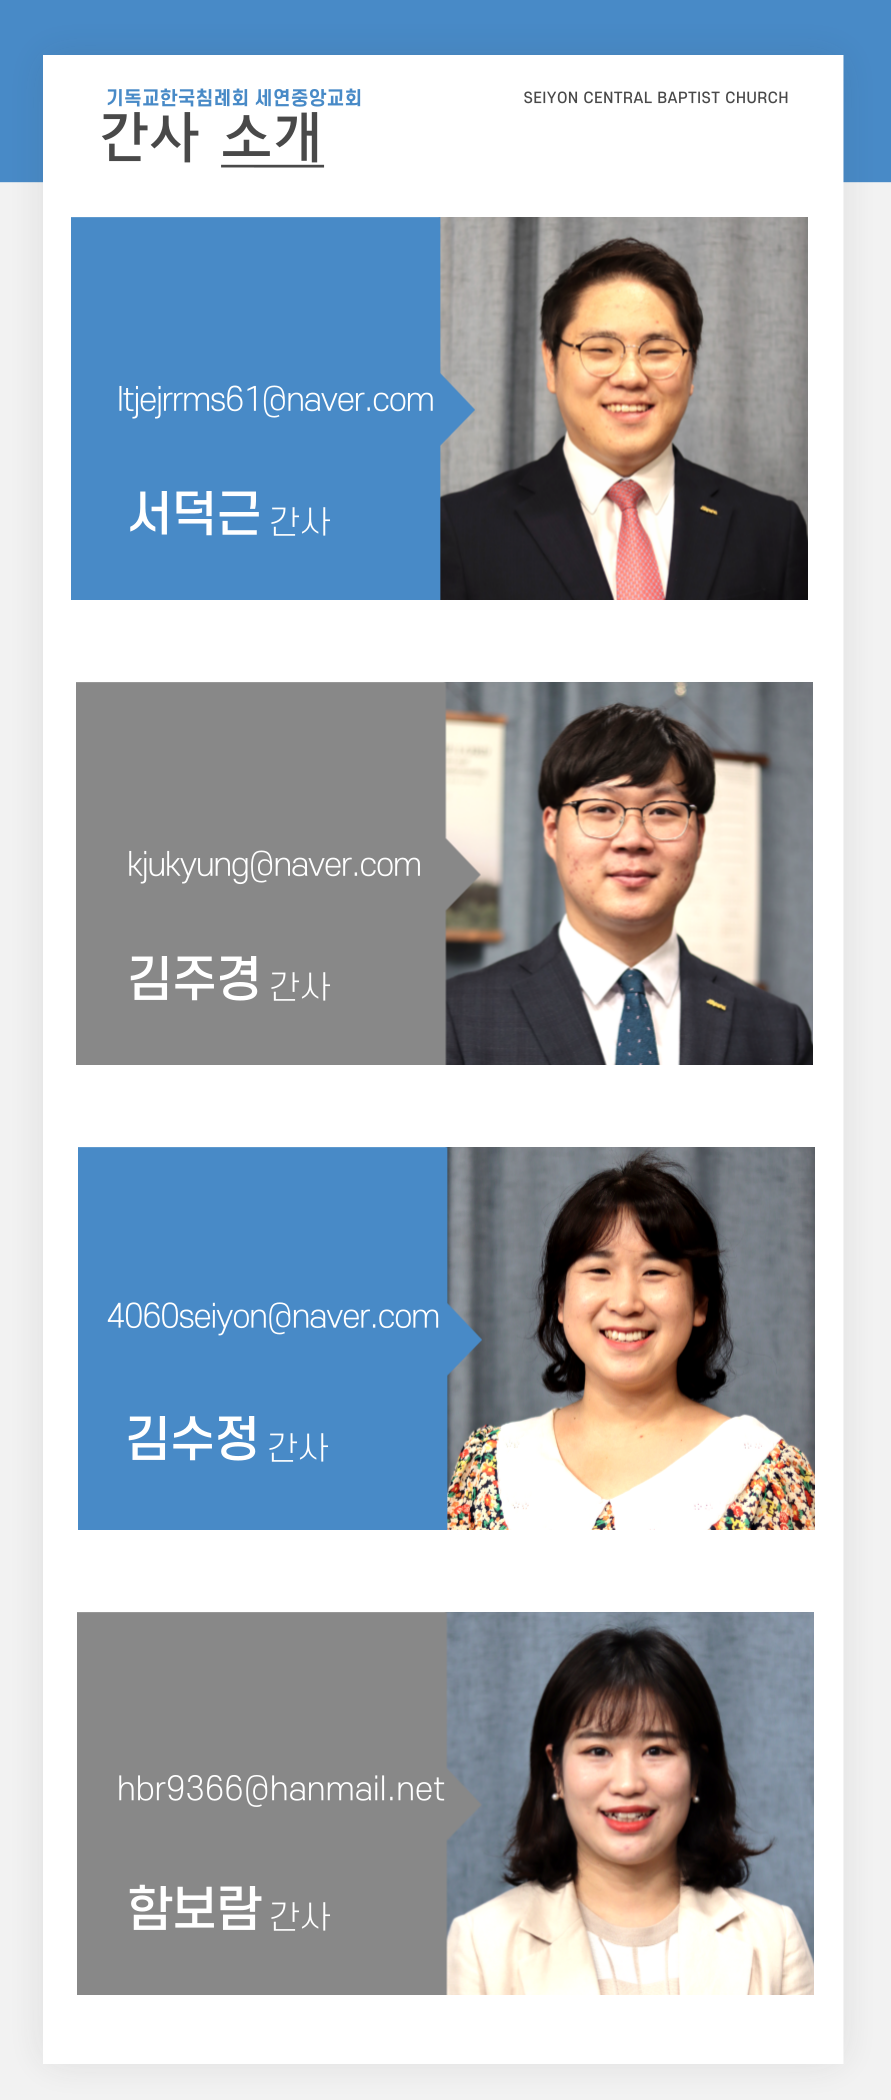 기독교한국침례회 세연중앙교회
SEIYON CENTRAL BAPTIST CHURCH
간사 소개
ltjejrrms61@naver.com
서덕근 간사
kjukyung@naver.com
김주경 간사
4060seiyon@naver.com
김수정 간사
hbr9366@hanmail.net
함보람 간사